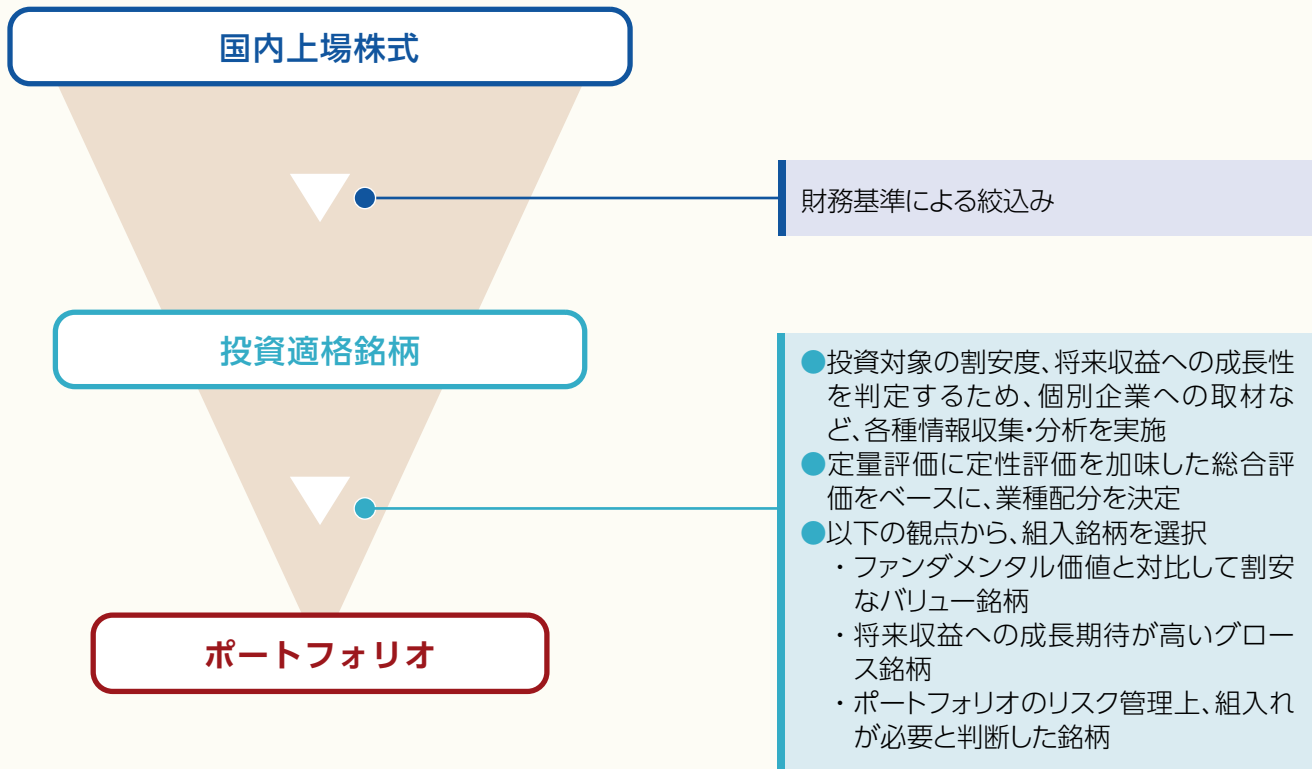 国内上場株式
財務基準による絞込み
投資適格銘柄
●投資対象の割安度、将来収益への成長性
を判定するため、個別企業への取材な
ど、各種情報収集・分析を実施
●定量評価に定性評価を加味した総合評
価をベースに、業種配分を決定
●以下の観点から、組入銘柄を選択
・ファンダメンタル価値と対比して割安
なバリュー銘柄
・将来収益への成長期待が高いグロー
ス銘柄
・ポートフォリオのリスク管理上、組入れ
が必要と判断した銘柄
ポートフォリオ